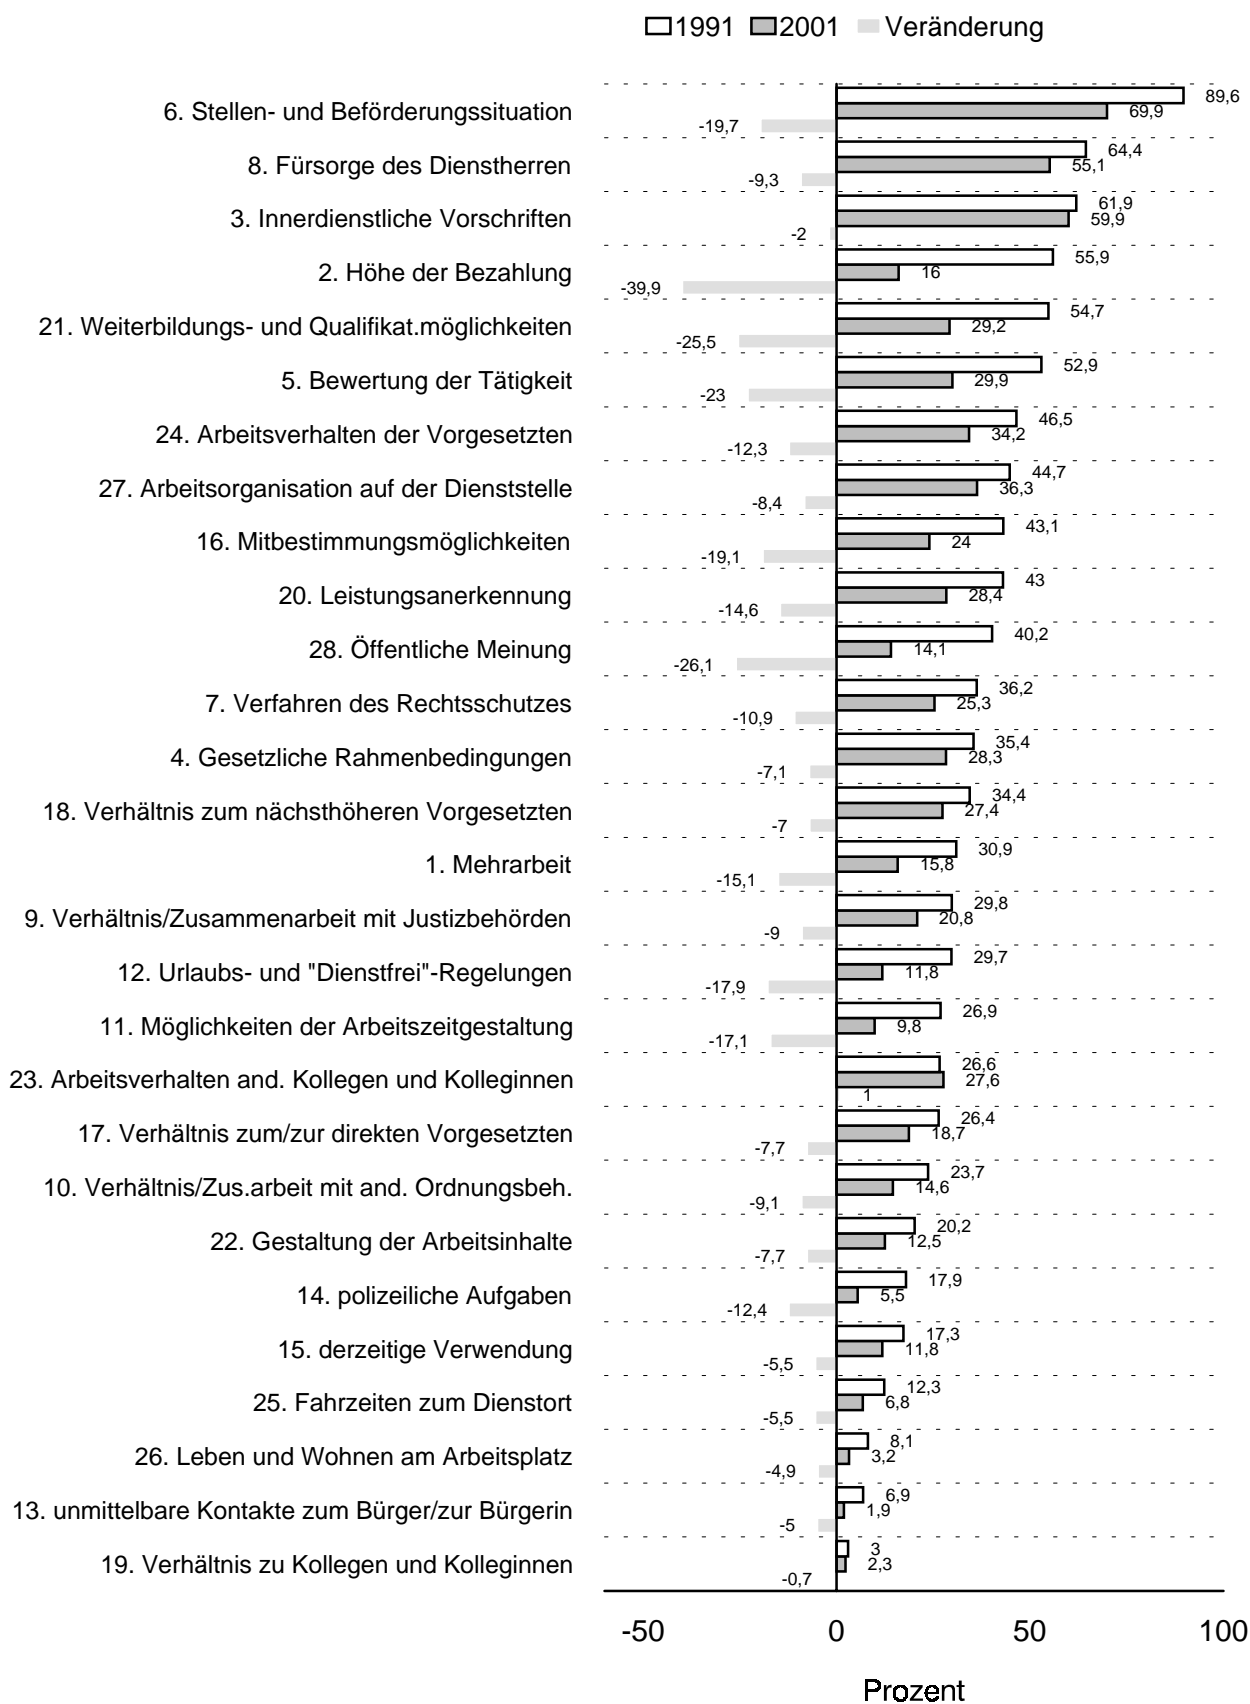 1991 2001 Veränderung
6. Stellen- und Beförderungssituation
89,6
69,9
-19,7
8. Fürsorge des Dienstherren
64,4
55,1
-9,3
3. Innerdienstliche Vorschriften
61,9
59,9
-2
2. Höhe der Bezahlung
55,9
16
-39,9
21. Weiterbildungs- und Qualifikat.möglichkeiten
54,7
29,2
-25,5
5. Bewertung der Tätigkeit
52,9
29,9
-23
24. Arbeitsverhalten der Vorgesetzten
46,5
34,2
-12,3
27. Arbeitsorganisation auf der Dienststelle
44,7
36,3
-8,4
16. Mitbestimmungsmöglichkeiten
43,1
24
-19,1
20. Leistungsanerkennung
43
28,4
-14,6
28. Öffentliche Meinung
40,2
14,1
-26,1
7. Verfahren des Rechtsschutzes
36,2
25,3
-10,9
4. Gesetzliche Rahmenbedingungen
35,4
28,3
-7,1
18. Verhältnis zum nächsthöheren Vorgesetzten
34,4
27,4
-7
1. Mehrarbeit
30,9
15,8
-15,1
9. Verhältnis/Zusammenarbeit mit Justizbehörden
29,8
20,8
-9
12. Urlaubs- und "Dienstfrei"-Regelungen
29,7
11,8
-17,9
11. Möglichkeiten der Arbeitszeitgestaltung
26,9
9,8
-17,1
23. Arbeitsverhalten and. Kollegen und Kolleginnen
26,6
27,6
1
17. Verhältnis zum/zur direkten Vorgesetzten
26,4
18,7
-7,7
10. Verhältnis/Zus.arbeit mit and. Ordnungsbeh.
23,7
14,6
-9,1
22. Gestaltung der Arbeitsinhalte
20,2
12,5
-7,7
14. polizeiliche Aufgaben
17,9
5,5
-12,4
15. derzeitige Verwendung
17,3
11,8
-5,5
25. Fahrzeiten zum Dienstort
12,3
6,8
-5,5
26. Leben und Wohnen am Arbeitsplatz
8,1
3,2
-4,9
13. unmittelbare Kontakte zum Bürger/zur Bürgerin
6,9
1,9
-5
19. Verhältnis zu Kollegen und Kolleginnen
3
2,3
-0,7
-50 0 50 100
Prozent